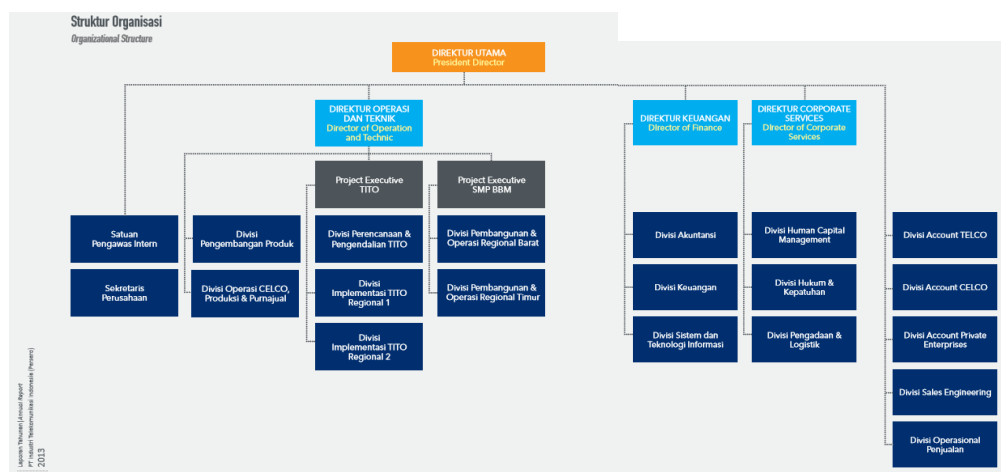 Struktur Organisasi
Organizational Structure
DIREKTUR UTAMA
President Director
DIREKTUR OPERASI
DAN TEKNIK
Director of Operation
and Technic
DIREKTUR KEUANGAN
Director of Finance
DIREKTUR CORPORATE
SERVICES
Director of Corporate
Services
Project Executive
TITO
Project Executive
SMP BBM
Satuan
Pengawas Intern
Divisi
Pengembangan Produk
Divisi Perencanaan &
Pengendalian TITO
Divisi Pembangunan &
Operasi Regional Barat
Divisi Akuntansi
Divisi Human Capital
Management
Divisi Account TELCO
Sekretaris
Perusahaan
Divisi Operasi CELCO,
Produksi & Purnajual
Divisi
Implementasi TITO
Regional 1
Divisi Pembangunan &
Operasi Regional Timur
Divisi Keuangan
Divisi Hukum &
Kepatuhan
Divisi Account CELCO
Divisi
Implementasi TITO
Regional 2
Divisi Sistem dan
Teknologi Informasi
Divisi Pengadaan &
Logistik
Divisi Account Private
Enterprises
Divisi Sales Engineering
Divisi Operasional
Penjualan
Laporan Tahunan | Annual Report
PT Industri Telekomunikasi Indonesia (Persero)
2013